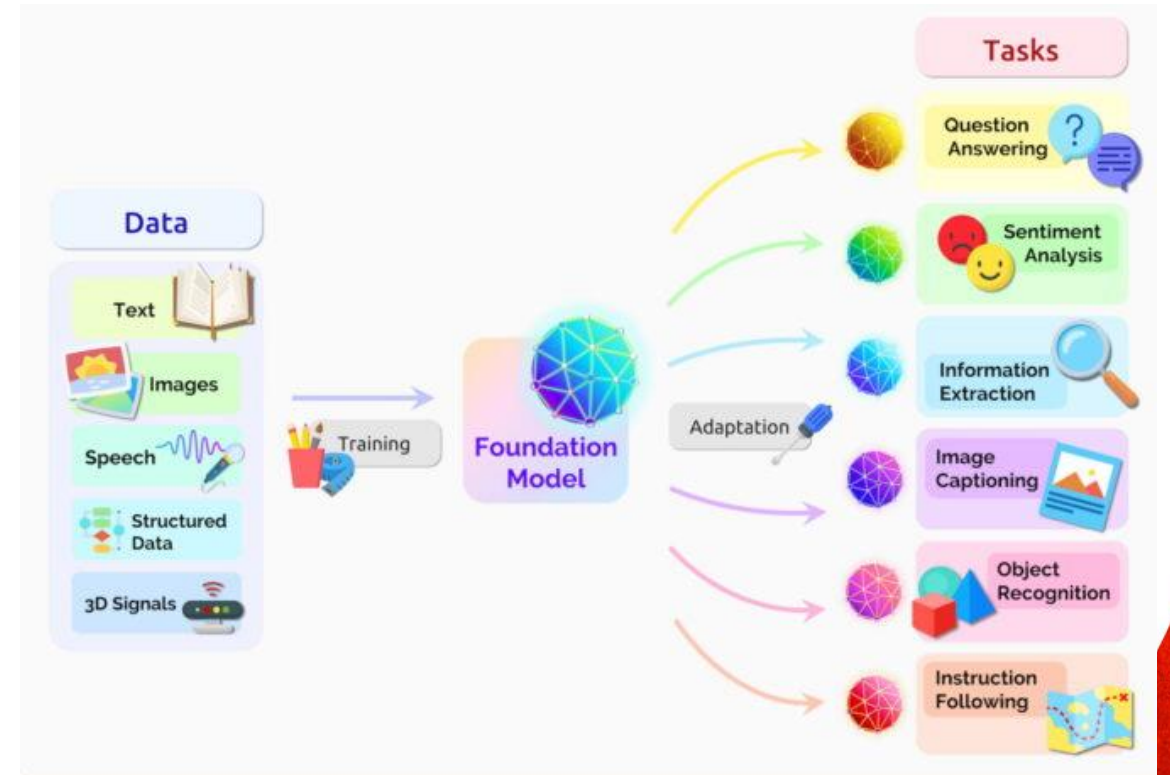 Data
Text
Images
Speech
Structured
Data
3D Signals
Training
Foundation
Model
Adaptation
Tasks
Question
Answering
?
Sentiment
Analysis
Information
Extraction
Image
Captioning
Object
Recognition
Instruction
Following